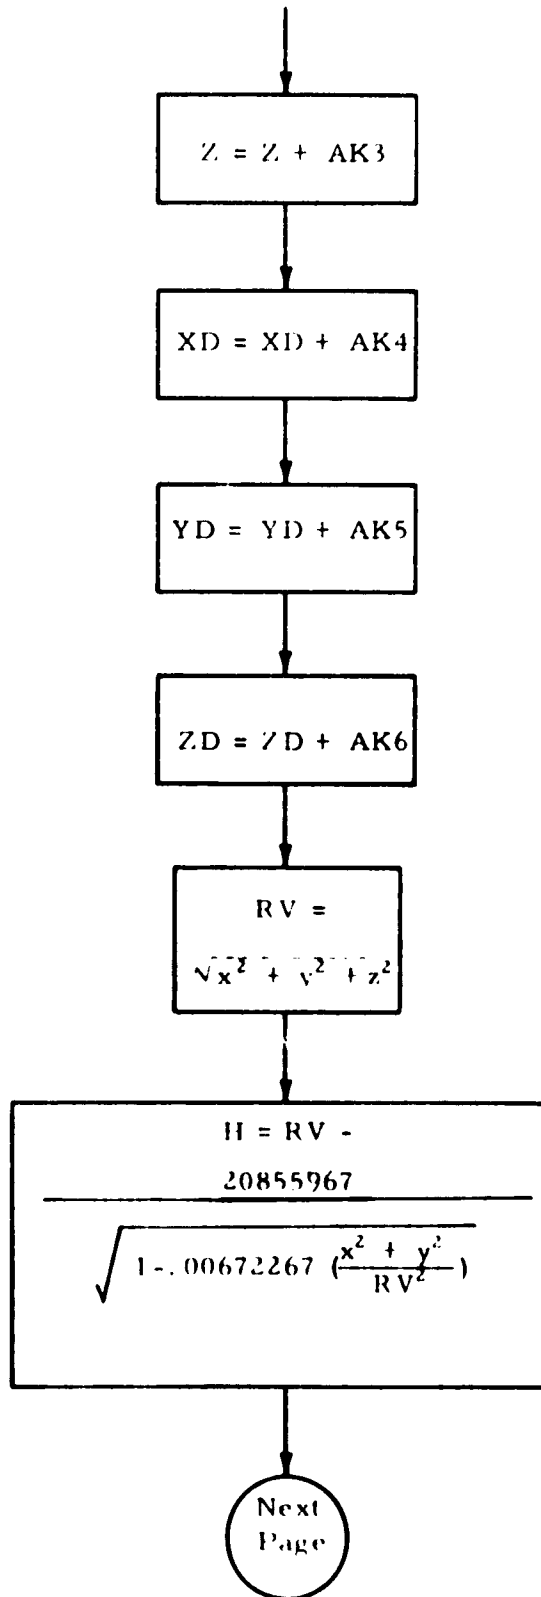 Z = Z + AK3
XD = XD + AK4
YD = YD + AK5
ZD = ZD + AK6
RV =
√x² + y² + z²
H = RV -
20855967
√1-.00672267 (x² + y²
RV²)
Next
Page